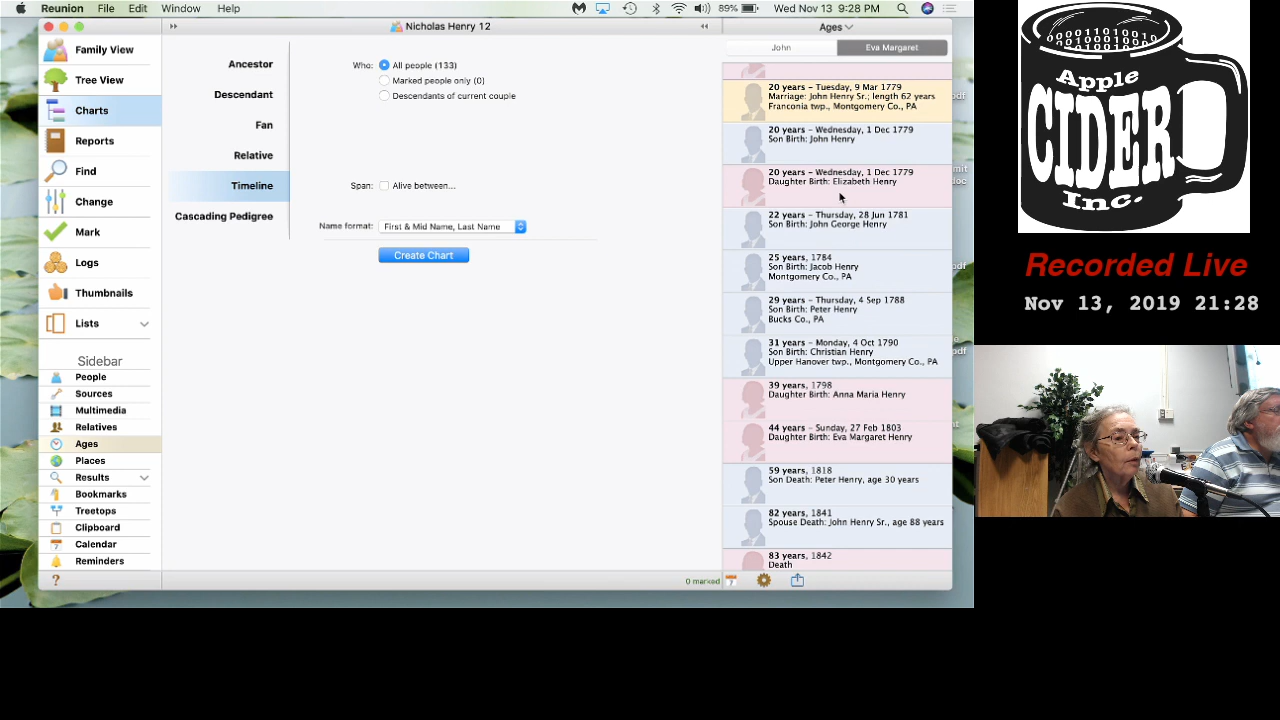 Reunion File Edit Window Help
89% Wed Nov 13 9:28 PM
Nicholas Henry 12
Ages
Family View
Tree View
Charts
Reports
Find
Change
Mark
Logs
Thumbnails
Lists
Sidebar
People
Sources
Multimedia
Relatives
Ages
Places
Results
Bookmarks
Treetops
Clipboard
Calendar
Reminders
?
Ancestor
Descendant
Fan
Relative
Timeline
Cascading Pedigree
Who: All people (133)
Marked people only (0)
Descendants of current couple
Span: Alive between...
Name format: First & Mid Name, Last Name
Create Chart
0 marked
John Eva Margaret
20 years – Tuesday, 9 Mar 1779
Marriage: John Henry Sr.; length 62 years
Franconia twp., Montgomery Co., PA
20 years – Wednesday, 1 Dec 1779
Son Birth: John Henry
20 years – Wednesday, 1 Dec 1779
Daughter Birth: Elizabeth Henry
22 years – Thursday, 28 Jun 1781
Son Birth: John George Henry
25 years, 1784
Son Birth: Jacob Henry
Montgomery Co., PA
29 years – Thursday, 4 Sep 1788
Son Birth: Peter Henry
Bucks Co., PA
31 years – Monday, 4 Oct 1790
Son Birth: Christian Henry
Upper Hanover twp., Montgomery Co., PA
39 years, 1798
Daughter Birth: Anna Maria Henry
44 years – Sunday, 27 Feb 1803
Daughter Birth: Eva Margaret Henry
59 years, 1818
Son Death: Peter Henry, age 30 years
82 years, 1841
Spouse Death: John Henry Sr., age 88 years
83 years, 1842
Death
pdf
mit
doc
pdf
pdf
Apple
CIDER
Inc.
Recorded Live
Nov 13, 2019 21:28